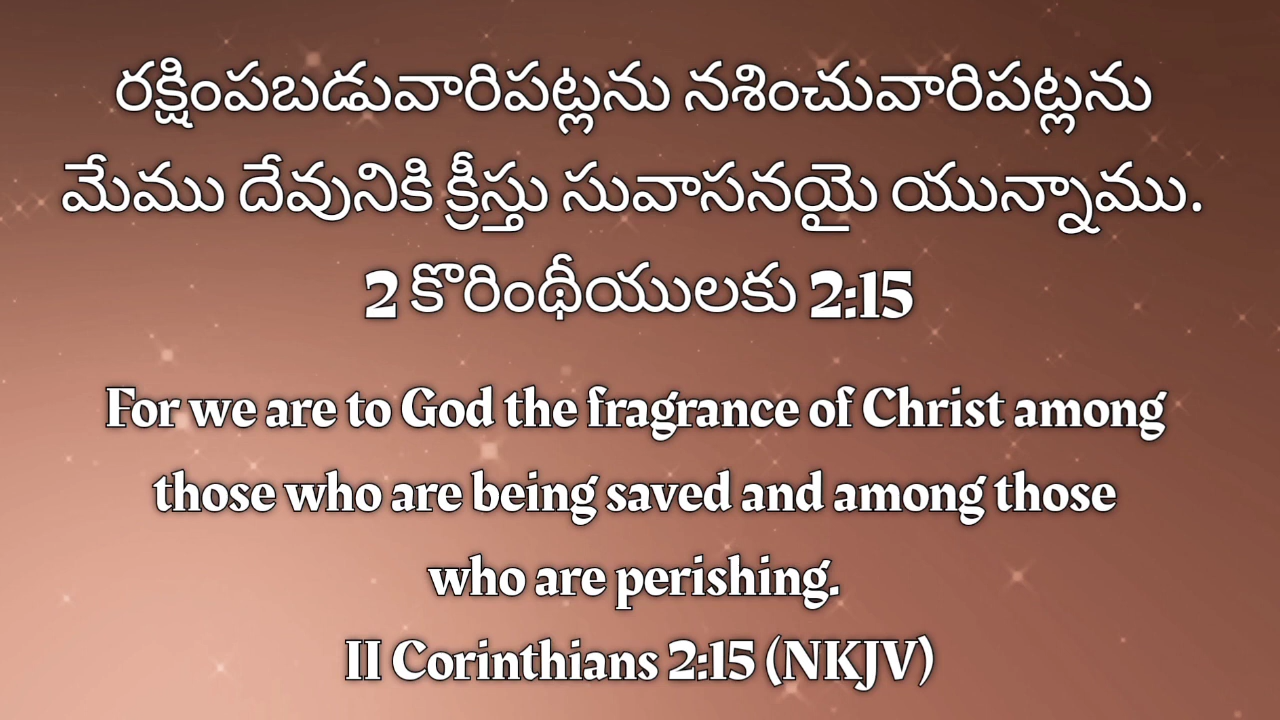 రక్షింపబడువారిపట్లను నశించువారిపట్లను
మేము దేవునికి క్రీస్తు సువాసనయై యున్నాము.
2 కొరింథీయులకు 2:15
For we are to God the fragrance of Christ among
those who are being saved and among those
who are perishing.
II Corinthians 2:15 (NKJV)